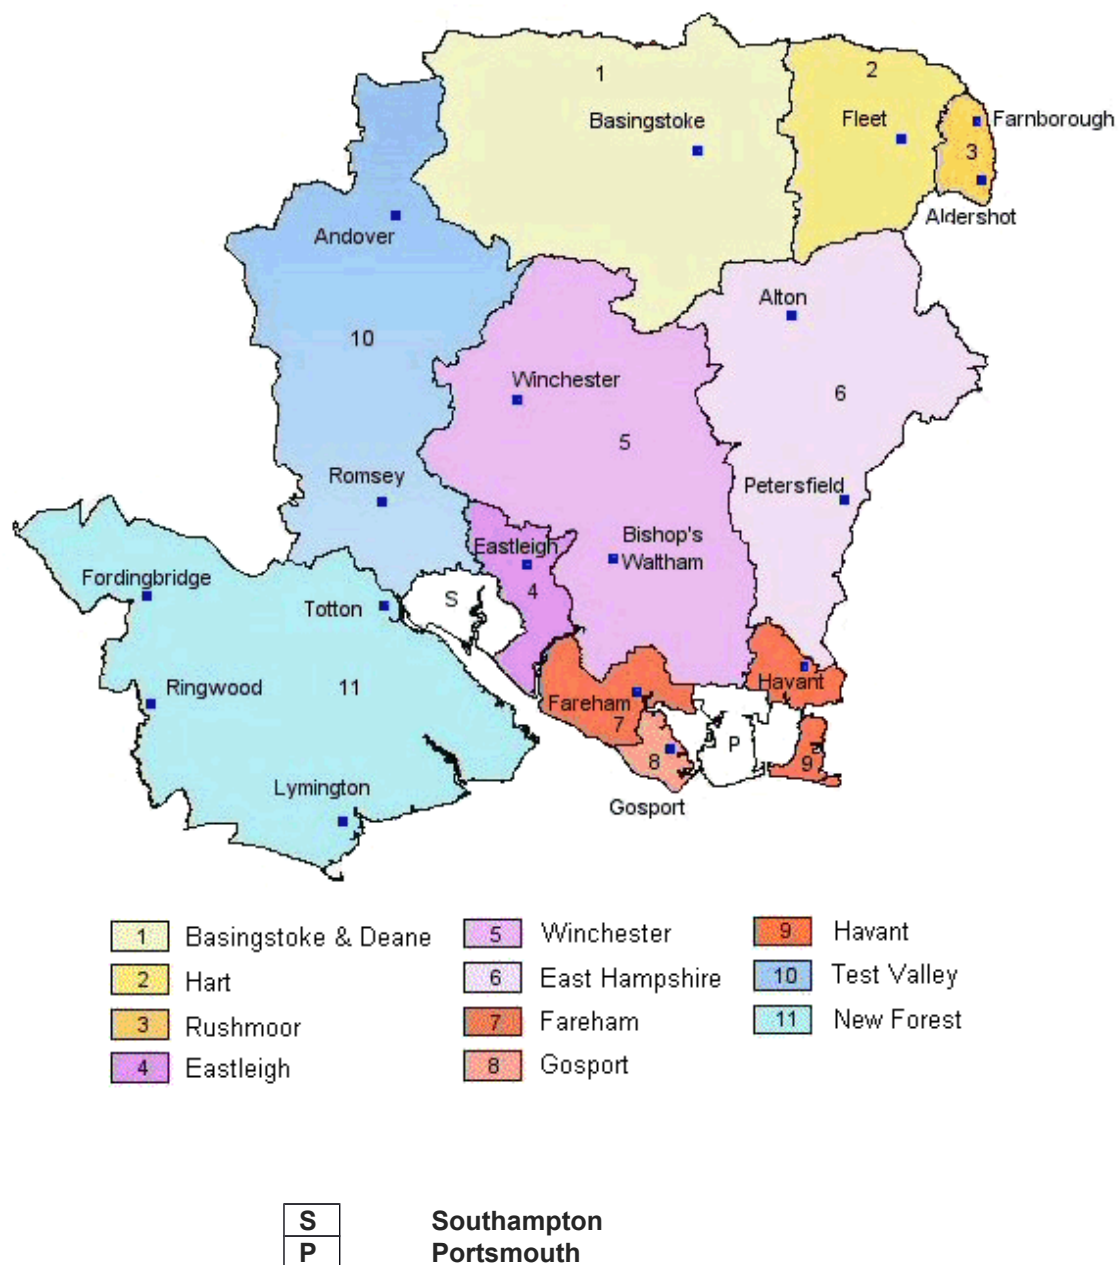 1
2
Basingstoke
Fleet
Farnborough
3
Aldershot
Andover
Alton
10
Winchester
6
5
Romsey
Petersfield
Bishop's
Waltham
Eastleigh
Fordingbridge
4
S
Totton
Ringwood
11
Havant
Fareham
7
P
8
9
Lymington
Gosport
1 Basingstoke & Deane
2 Hart
3 Rushmoor
4 Eastleigh
5 Winchester
6 East Hampshire
7 Fareham
8 Gosport
9 Havant
10 Test Valley
11 New Forest
S Southampton
P Portsmouth